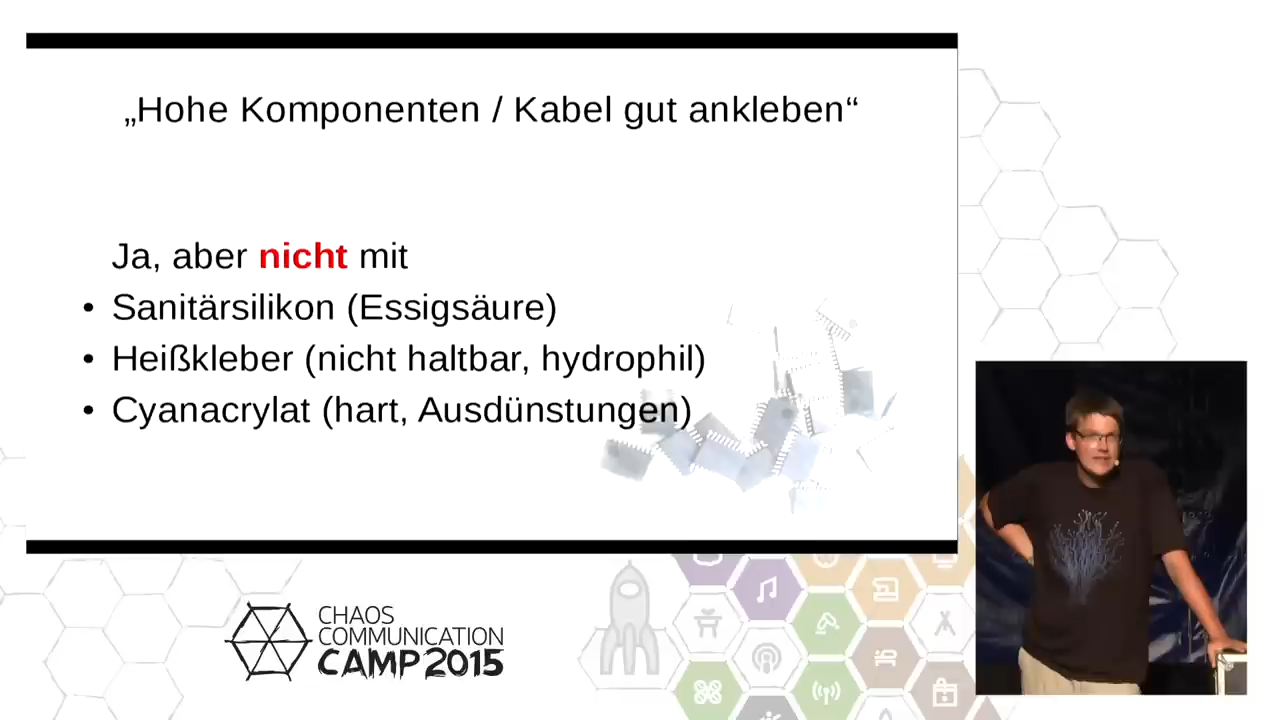 „Hohe Komponenten / Kabel gut ankleben“
Ja, aber nicht mit
• Sanitärsilikon (Essigsäure)
• Heißkleber (nicht haltbar, hydrophil)
• Cyanacrylat (hart, Ausdünstungen)
CHAOS
COMMUNICATION
CAMP 2015